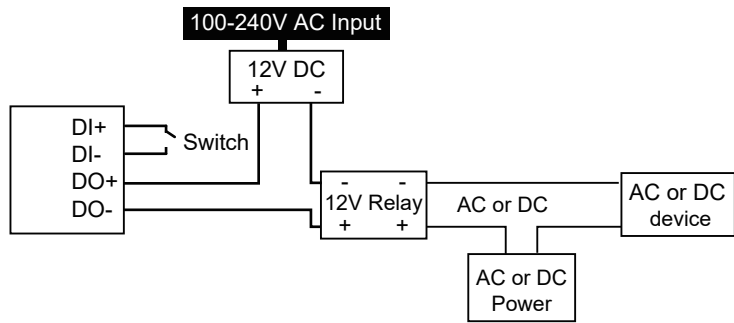 100-240V AC Input
12V DC
+ -
DI+
DI-
DO+
DO-
Switch
- -
12V Relay
+ +
AC or DC
AC or DC
device
AC or DC
Power